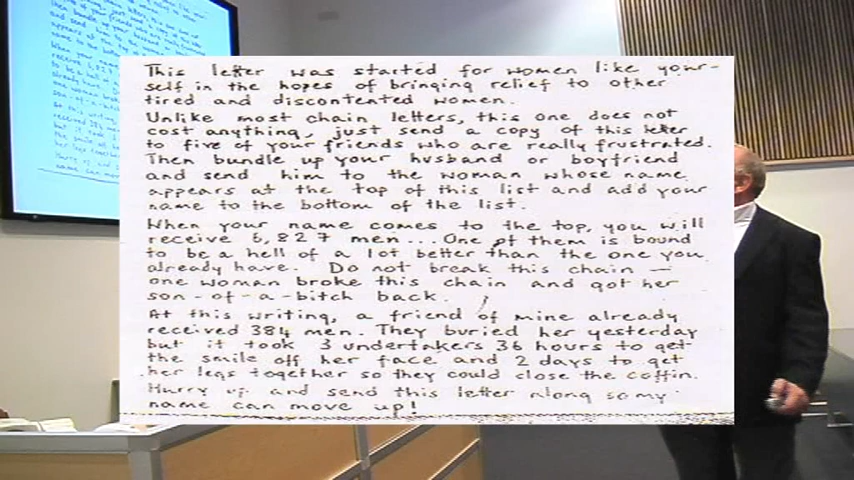 This letter was started for women like your-
self in the hopes of bringing relief to other
tired and discontented women.
Unlike most chain letters, this one does not
cost anything, just send a copy of this letter
to five of your friends who are really frustrated.
Then bundle up your husband or boyfriend
and send him to the woman whose name
appears at the top of this list and add your
name to the bottom of the list.
When your name comes to the top, you will
receive 6,827 men... One of them is bound
to be a hell of a lot better than the one you
already have. Do not break this chain —
one woman broke this chain and got her
son-of-a-bitch back.
At this writing, a friend of mine already
received 384 men. They buried her yesterday
but it took 3 undertakers 36 hours to get
the smile off her face and 2 days to get
her legs together so they could close the coffin.
Hurry up and send this letter along so my
name can move up!